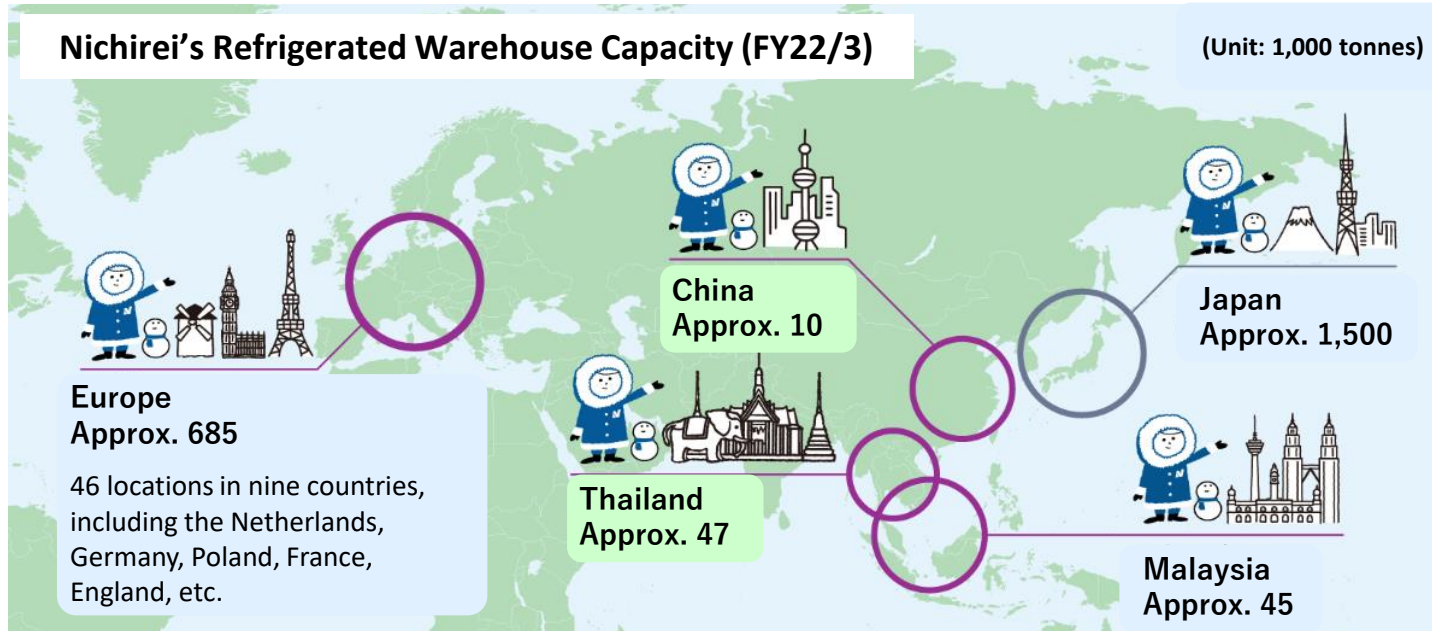 Nichirei's Refrigerated Warehouse Capacity (FY22/3)
(Unit: 1,000 tonnes)
Europe
Approx. 685
46 locations in nine countries,
including the Netherlands,
Germany, Poland, France,
England, etc.
China
Approx. 10
Japan
Approx. 1,500
Thailand
Approx. 47
Malaysia
Approx. 45